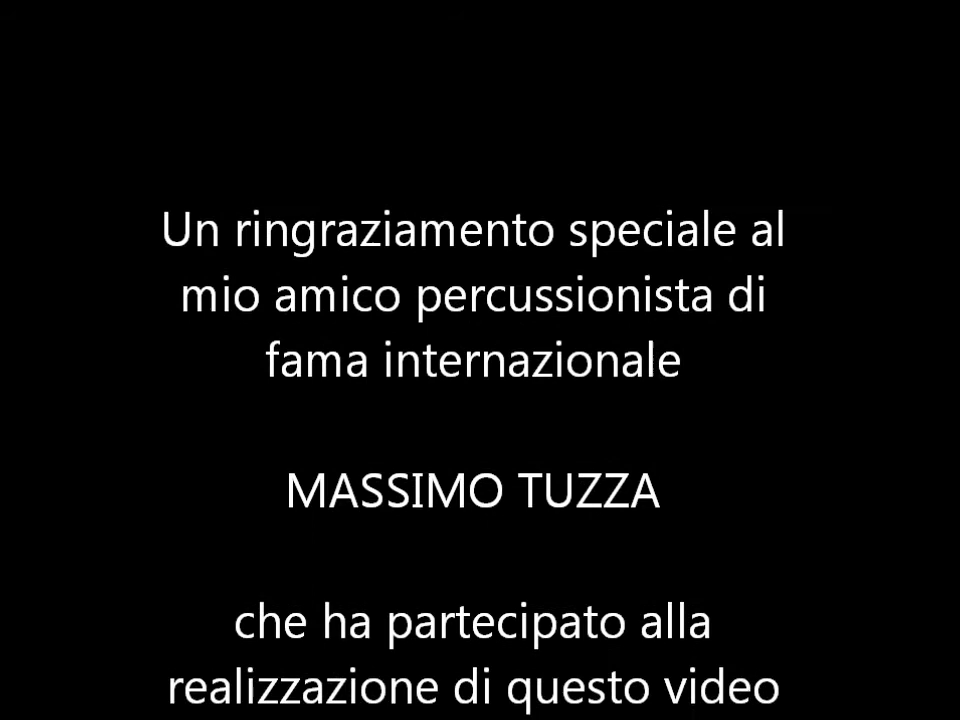 Un ringraziamento speciale al
mio amico percussionista di
fama internazionale
MASSIMO TUZZA
che ha partecipato alla
realizzazione di questo video